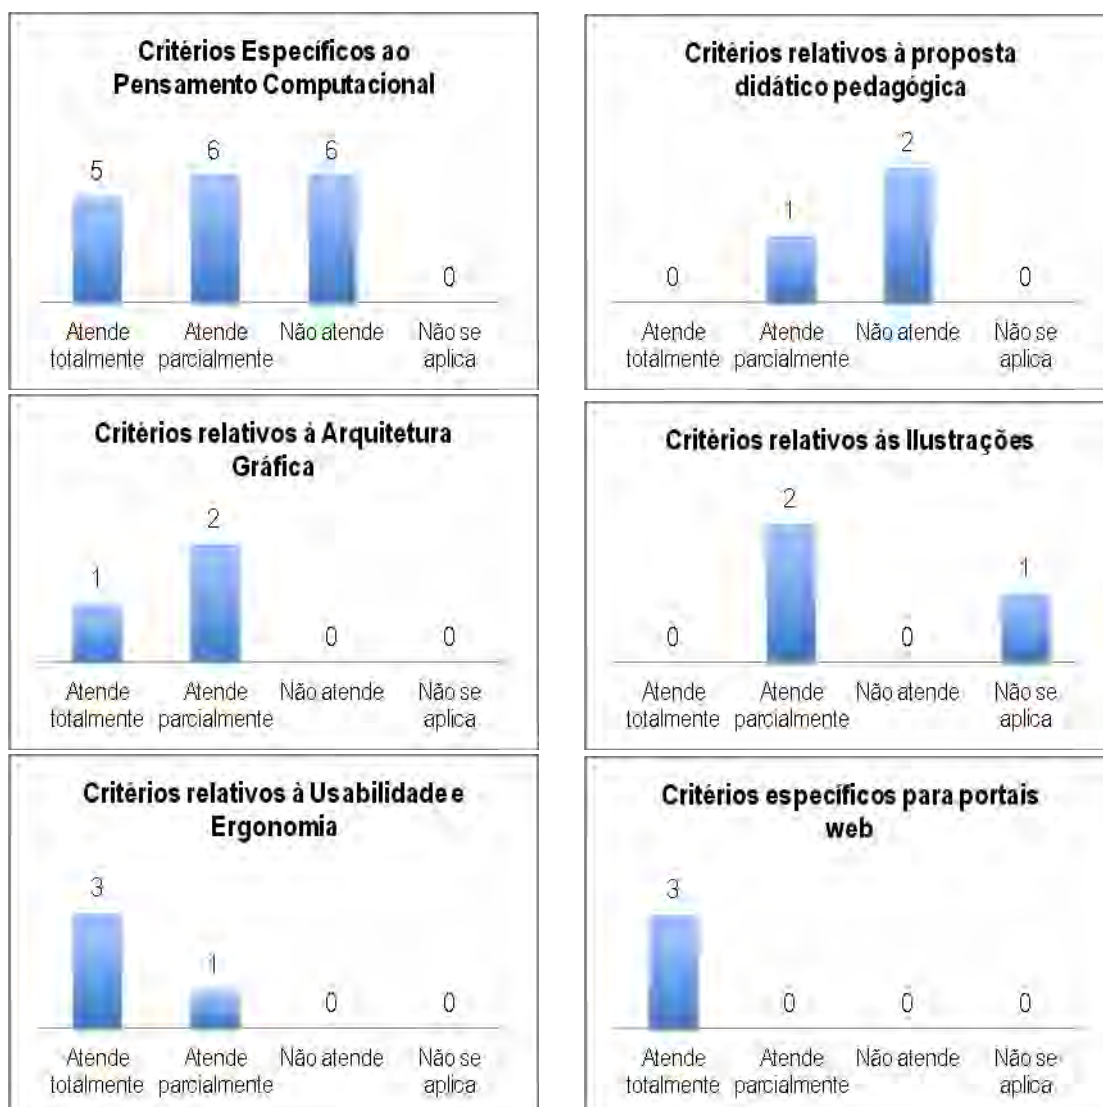 Critérios Específicos ao
Pensamento Computacional
5
6
6
0
Atende
totalmente
Atende
parcialmente
Não atende
Não se
aplica
Critérios relativos à proposta
didático pedagógica
0
1
2
0
Atende
totalmente
Atende
parcialmente
Não atende
Não se
aplica
Critérios relativos à Arquitetura
Gráfica
1
2
0
0
Atende
totalmente
Atende
parcialmente
Não atende
Não se
aplica
Critérios relativos ás Ilustrações
0
2
0
1
Atende
totalmente
Atende
parcialmente
Não atende
Não se
aplica
Critérios relativos à Usabilidade e
Ergonomia
3
1
0
0
Atende
totalmente
Atende
parcialmente
Não atende
Não se
aplica
Critérios específicos para portais
web
3
0
0
0
Atende
totalmente
Atende
parcialmente
Não atende
Não se
aplica